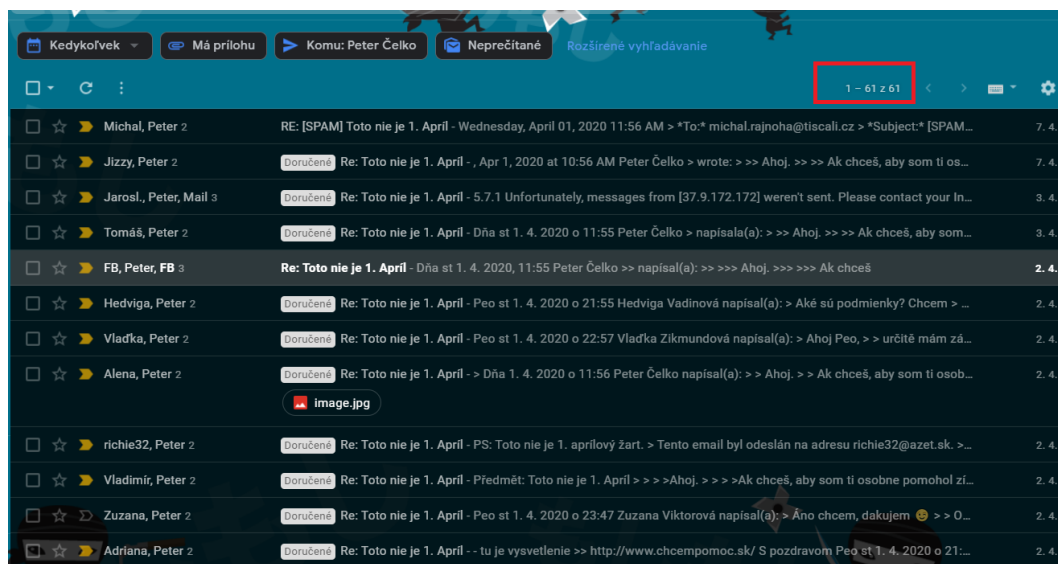 Kedykoľvek Má prílohu Komu: Peter Čelko Neprečítané Rozšírené vyhľadávanie
1 – 61 z 61
Michal, Peter 2 RE: [SPAM] Toto nie je 1. Apríl - Wednesday, April 01, 2020 11:56 AM > *To:* michal.rajnoha@tiscali.cz > *Subject:* [SPAM... 7. 4.
Jizzy, Peter 2 Doručené Re: Toto nie je 1. Apríl - , Apr 1, 2020 at 10:56 AM Peter Čelko > wrote: > >> Ahoj. >> >> Ak chceš, aby som ti os... 7. 4.
Jarosl., Peter, Mail 3 Doručené Re: Toto nie je 1. Apríl - 5.7.1 Unfortunately, messages from [37.9.172.172] weren't sent. Please contact your In... 3. 4.
Tomáš, Peter 2 Doručené Re: Toto nie je 1. Apríl - Dňa st 1. 4. 2020 o 11:55 Peter Čelko > napísala(a): > >> Ahoj. >> >> Ak chceš, aby som... 3. 4.
FB, Peter, FB 3 Re: Toto nie je 1. Apríl - Dňa st 1. 4. 2020, 11:55 Peter Čelko >> napísal(a): >> >>> Ahoj. >>> >>> Ak chceš 2. 4.
Hedviga, Peter 2 Doručené Re: Toto nie je 1. Apríl - Peo st 1. 4. 2020 o 21:55 Hedviga Vadinová napísal(a): > Aké sú podmienky? Chcem > ... 2. 4.
Vlaďka, Peter 2 Doručené Re: Toto nie je 1. Apríl - Peo st 1. 4. 2020 o 22:57 Vlaďka Zikmundová napísal(a): > Ahoj Peo, > > určitě mám zá... 2. 4.
Alena, Peter 2 Doručené Re: Toto nie je 1. Apríl - > Dňa 1. 4. 2020 o 11:56 Peter Čelko napísal(a): > > Ahoj. > > Ak chceš, aby som ti osob... 2. 4.
image.jpg
richie32, Peter 2 Doručené Re: Toto nie je 1. Apríl - PS: Toto nie je 1. aprílový žart. > Tento email byl odeslán na adresu richie32@azet.sk. >... 2. 4.
Vladimír, Peter 2 Doručené Re: Toto nie je 1. Apríl - Předmět: Toto nie je 1. Apríl > > > >Ahoj. > > > >Ak chceš, aby som ti osobne pomohol zí... 2. 4.
Zuzana, Peter 2 Doručené Re: Toto nie je 1. Apríl - Peo st 1. 4. 2020 o 23:47 Zuzana Viktorová napísal(a): > Áno chcem, dakujem 😉 > > O... 2. 4.
Adriana, Peter 2 Doručené Re: Toto nie je 1. Apríl - - tu je vysvetlenie >> http://www.chcempomoc.sk/ S pozdravom Peo st 1. 4. 2020 o 21:... 2. 4.